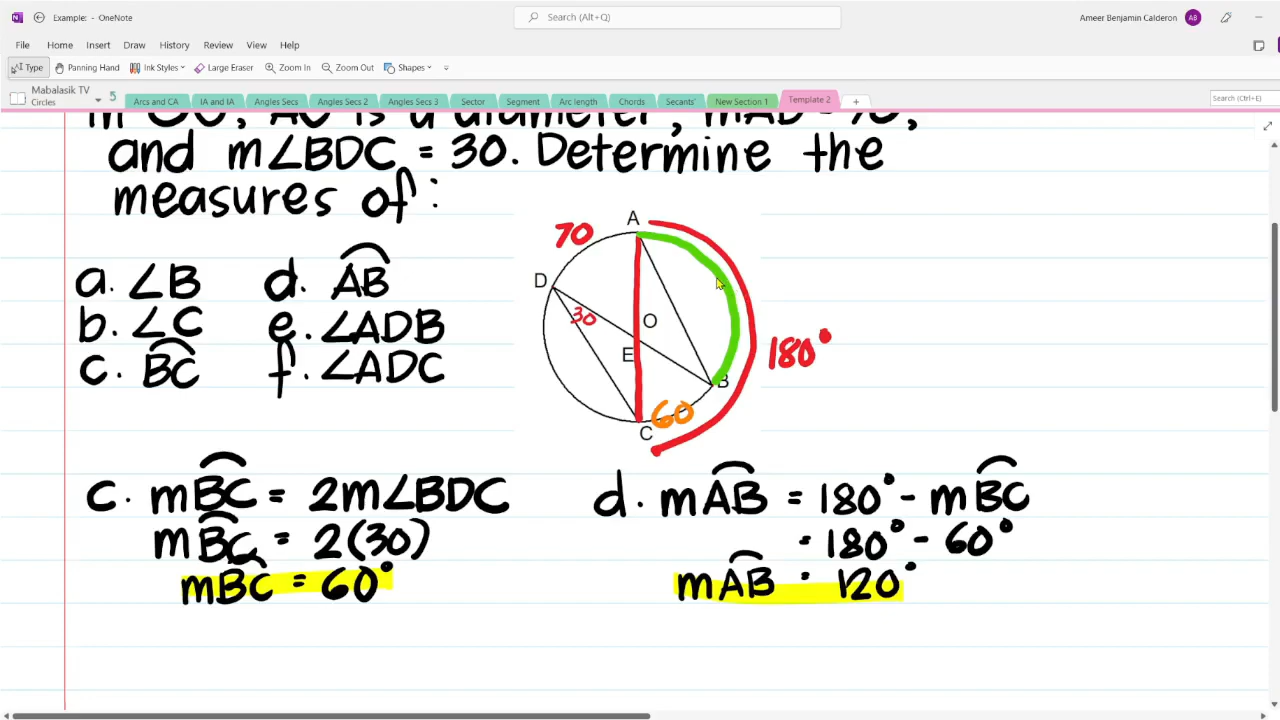 Example: - OneNote
Search (Alt+Q)
Ameer Benjamin Calderon
AB
File Home Insert Draw History Review View Help
Type Panning Hand Ink Styles Large Eraser Zoom In Zoom Out Shapes
Mabalasik TV
Circles
5
Arcs and CA IA and IA Angles Secs Angles Secs 2 Angles Secs 3 Sector Segment Arc length Chords Secants' New Section 1 Template 2 +
Search (Ctrl+E)
is a diameter,
and m∠BDC = 30. Determine the
measures of:
a. ∠B d. AB
b. ∠C e. ∠ADB
c. BC f. ∠ADC
A
70
D
30
O
E
180°
B
60
C
c. mBC = 2m∠BDC
mBC = 2(30)
mBC = 60°
d. mAB = 180° - mBC
= 180° - 60°
mAB = 120°